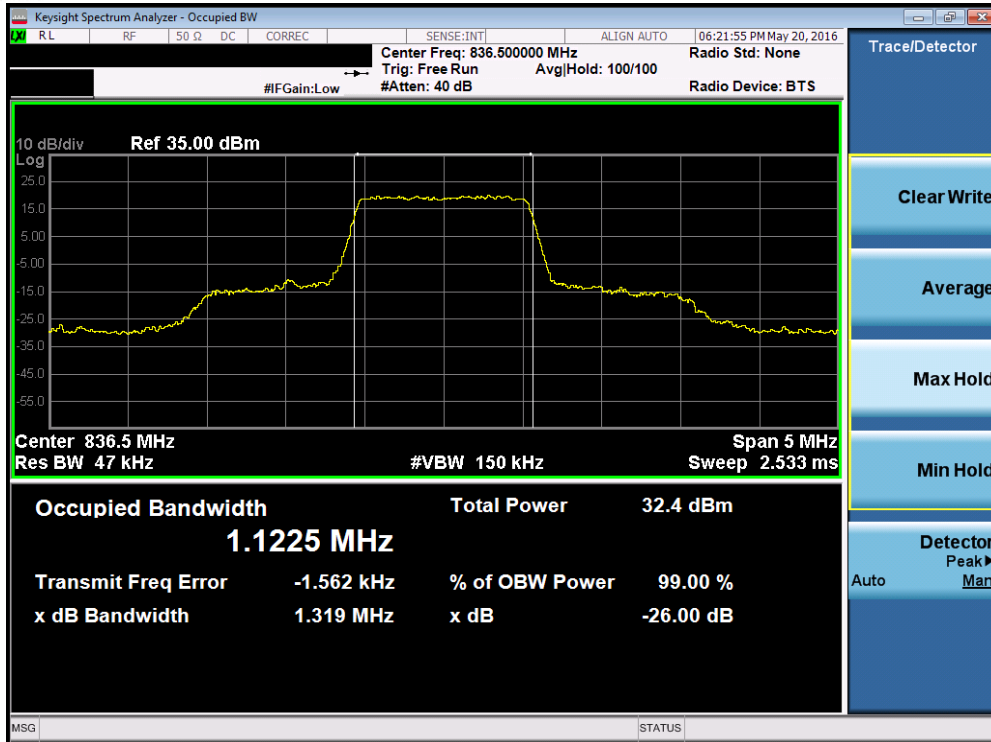 Keysight Spectrum Analyzer - Occupied BW
LXI RL RF 50 Ω DC CORREC SENSE:INT ALIGN AUTO 06:21:55 PM May 20, 2016
Center Freq: 836.500000 MHz Radio Std: None
Trig: Free Run Avg|Hold: 100/100
#IFGain:Low #Atten: 40 dB Radio Device: BTS
10 dB/div Ref 35.00 dBm
Log
25.0
15.0
5.00
-5.00
-15.0
-25.0
-35.0
-45.0
-55.0
Center 836.5 MHz Span 5 MHz
Res BW 47 kHz #VBW 150 kHz Sweep 2.533 ms
Occupied Bandwidth Total Power 32.4 dBm
1.1225 MHz
Transmit Freq Error -1.562 kHz % of OBW Power 99.00 %
x dB Bandwidth 1.319 MHz x dB -26.00 dB
MSG STATUS
Trace/Detector
Clear Write
Average
Max Hold
Min Hold
Detector
Peak
Auto Man